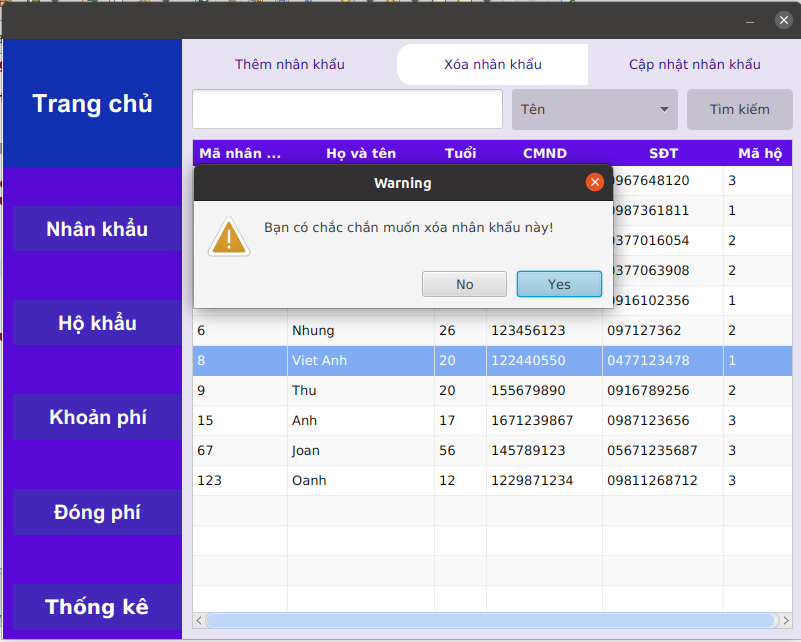 Trang chủ
Nhân khẩu
Hộ khẩu
Khoản phí
Đóng phí
Thống kê
Thêm nhân khẩu Xóa nhân khẩu Cập nhật nhân khẩu
Tên Tìm kiếm
Mã nhân ... Họ và tên Tuổi CMND SĐT Mã hộ
0967648120 3
0987361811 1
0377016054 2
0377063908 2
0916102356 1
Warning
Bạn có chắc chắn muốn xóa nhân khẩu này!
No Yes
6 Nhung 26 123456123 097127362 2
8 Viet Anh 20 122440550 0477123478 1
9 Thu 20 155679890 0916789256 2
15 Anh 17 1671239867 0987123656 3
67 Joan 56 145789123 05671235687 3
123 Oanh 12 1229871234 09811268712 3